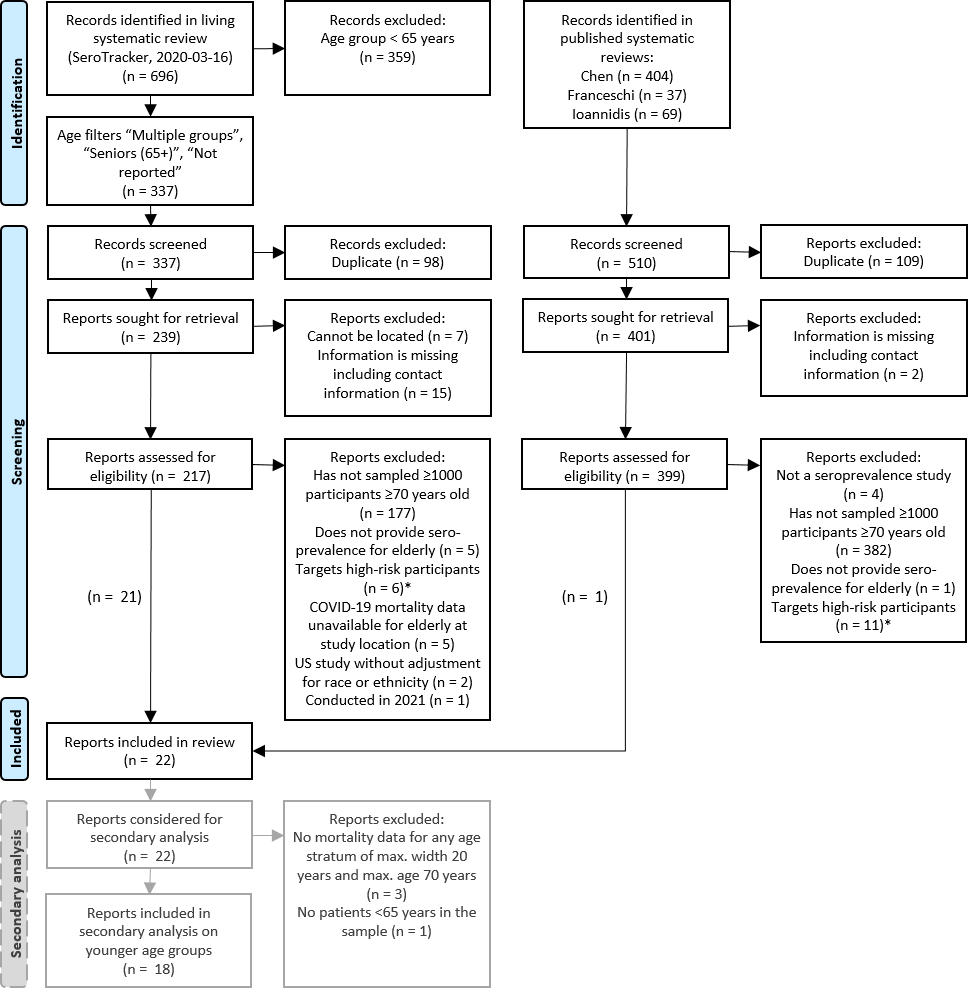 Identification
Records identified in living
systematic review
(SeroTracker, 2020-03-16)
(n = 696)
Records excluded:
Age group < 65 years
(n = 359)
Records identified in
published systematic
reviews:
Chen (n = 404)
Franceschi (n = 37)
Ioannidis (n = 69)
Age filters “Multiple groups”,
“Seniors (65+)”, “Not
reported”
(n = 337)
Screening
Records screened
(n = 337)
Records excluded:
Duplicate (n = 98)
Records screened
(n = 510)
Reports excluded:
Duplicate (n = 109)
Reports sought for retrieval
(n = 239)
Reports excluded:
Cannot be located (n = 7)
Information is missing
including contact
information (n = 15)
Reports sought for retrieval
(n = 401)
Reports excluded:
Information is missing
including contact
information (n = 2)
Reports assessed for
eligibility (n = 217)
Reports excluded:
Has not sampled ≥1000
participants ≥70 years old
(n = 177)
Does not provide sero-
prevalence for elderly (n = 5)
Targets high-risk participants
(n = 6)*
COVID-19 mortality data
unavailable for elderly at
study location (n = 5)
US study without adjustment
for race or ethnicity (n = 2)
Conducted in 2021 (n = 1)
Reports assessed for
eligibility (n = 399)
Reports excluded:
Not a seroprevalence study
(n = 4)
Has not sampled ≥1000
participants ≥70 years old
(n = 382)
Does not provide sero-
prevalence for elderly (n = 1)
Targets high-risk participants
(n = 11)*
(n = 21)
(n = 1)
Included
Reports included in review
(n = 22)
Secondary analysis
Reports considered for
secondary analysis
(n = 22)
Reports excluded:
No mortality data for any age
stratum of max. width 20
years and max. age 70 years
(n = 3)
No patients <65 years in the
sample (n = 1)
Reports included in
secondary analysis on
younger age groups
(n = 18)